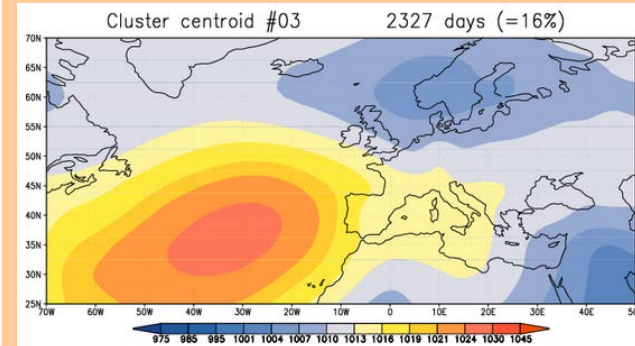 Cluster centroid #03 2327 days (=16%)
70N
65N
60N
55N
50N
45N
40N
35N
30N
25N
70W 60W 50W 40W 30W 20W 10W 0 10E 20E 30E 40E 50E
975 985 995 1001 1004 1007 1010 1013 1016 1019 1021 1024 1030 1045